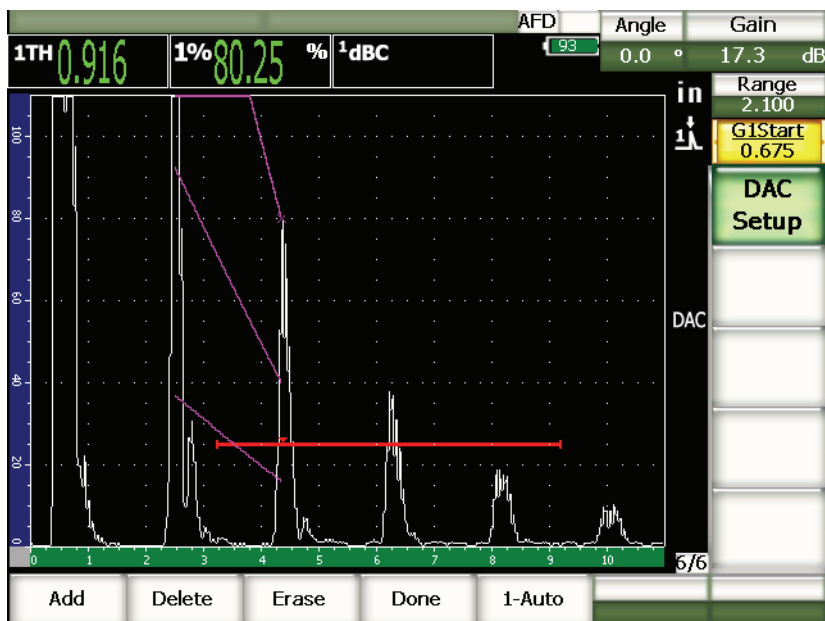 AFD
Angle
Gain
1TH 0.916
1% 80.25 %
1dBC
93
0.0 °
17.3 dB
in
Range
2.100
1
G1Start
0.675
DAC
Setup
DAC
100
80
60
40
20
0
0 1 2 3 4 5 6 7 8 9 10
6/6
Add
Delete
Erase
Done
1-Auto